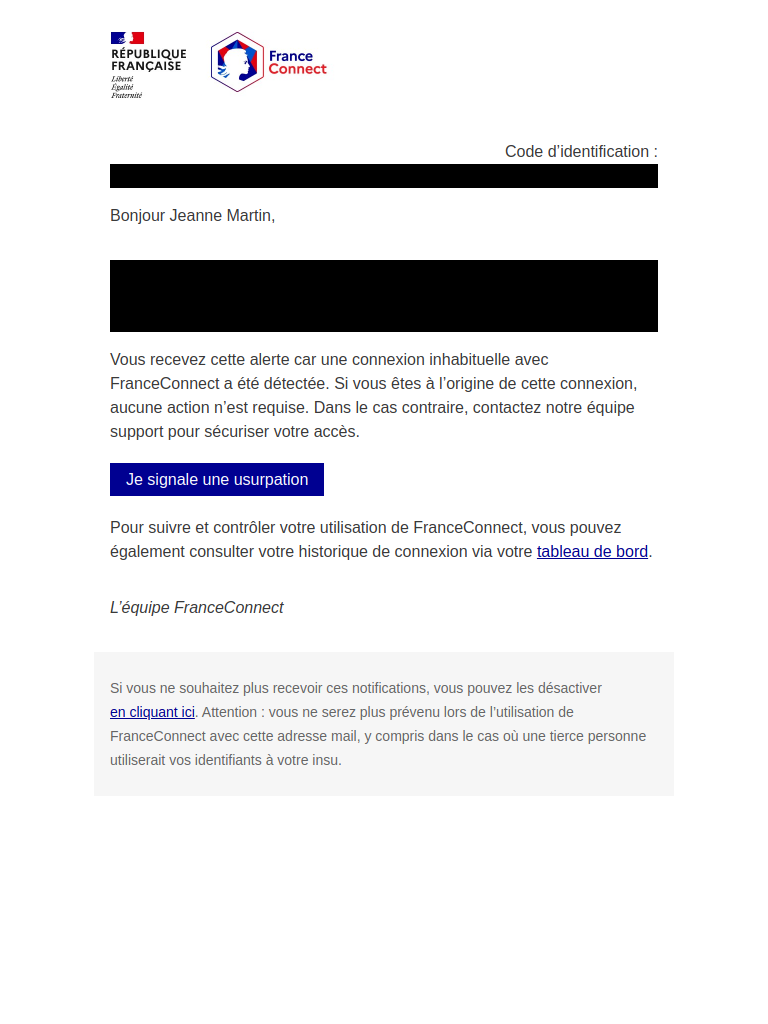 RÉPUBLIQUE
FRANÇAISE
Liberté
Égalité
Fraternité
France
Connect
Code d’identification :
Bonjour Jeanne Martin,
Vous recevez cette alerte car une connexion inhabituelle avec
FranceConnect a été détectée. Si vous êtes à l’origine de cette connexion,
aucune action n’est requise. Dans le cas contraire, contactez notre équipe
support pour sécuriser votre accès.
Je signale une usurpation
Pour suivre et contrôler votre utilisation de FranceConnect, vous pouvez
également consulter votre historique de connexion via votre tableau de bord.
L’équipe FranceConnect
Si vous ne souhaitez plus recevoir ces notifications, vous pouvez les désactiver
en cliquant ici. Attention : vous ne serez plus prévenu lors de l’utilisation de
FranceConnect avec cette adresse mail, y compris dans le cas où une tierce personne
utiliserait vos identifiants à votre insu.